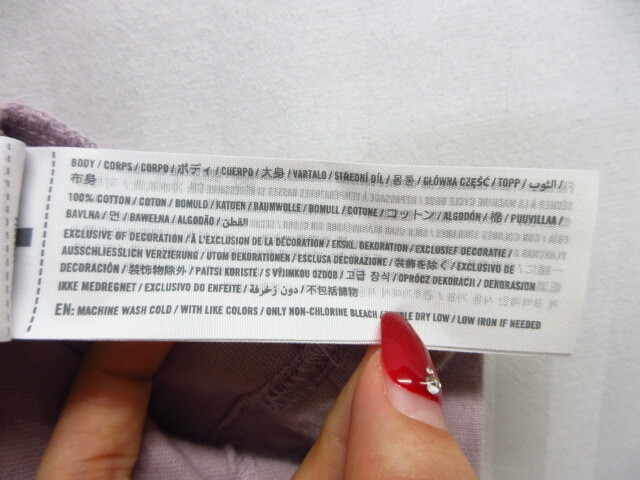 BODY / CORPS / CORPO / ボディ / CUERPO / 大身 / VARTALO / STŘEDNÍ DÍL / 몸통 / GŁÓWNA CZĘŚĆ / TOPP / الثوب /
布身
100% COTTON / COTON / BOMULD / KATOEN / BAUMWOLLE / BOMULL / COTONE / コットン / ALGODÓN / 棉 / PUUVILLAA /
BAVLNA / 면 / BAWEŁNA / ALGODÃO / القطن
EXCLUSIVE OF DECORATION / À L'EXCLUSION DE LA DÉCORATION / EKSKL. DEKORATION / EXCLUSIEF DECORATIE /
AUSSCHLIESSLICH VERZIERUNG / UTOM DEKORATIONEN / ESCLUSA DECORAZIONE /装飾を除く / EXCLUSIVO DE
DECORACIÓN / 装饰物除外 / PAITSI KORISTE / S VÝJIMKOU OZDOB / 고급 장식 / OPRÓCZ DEKORACJI / DEKORASJON
IKKE MEDREGNET / EXCLUSIVO DO ENFEITE / دون زخرفة / 不包括飾物
EN: MACHINE WASH COLD / WITH LIKE COLORS / ONLY NON-CHLORINE BLEACH / DRY LOW / LOW IRON IF NEEDED